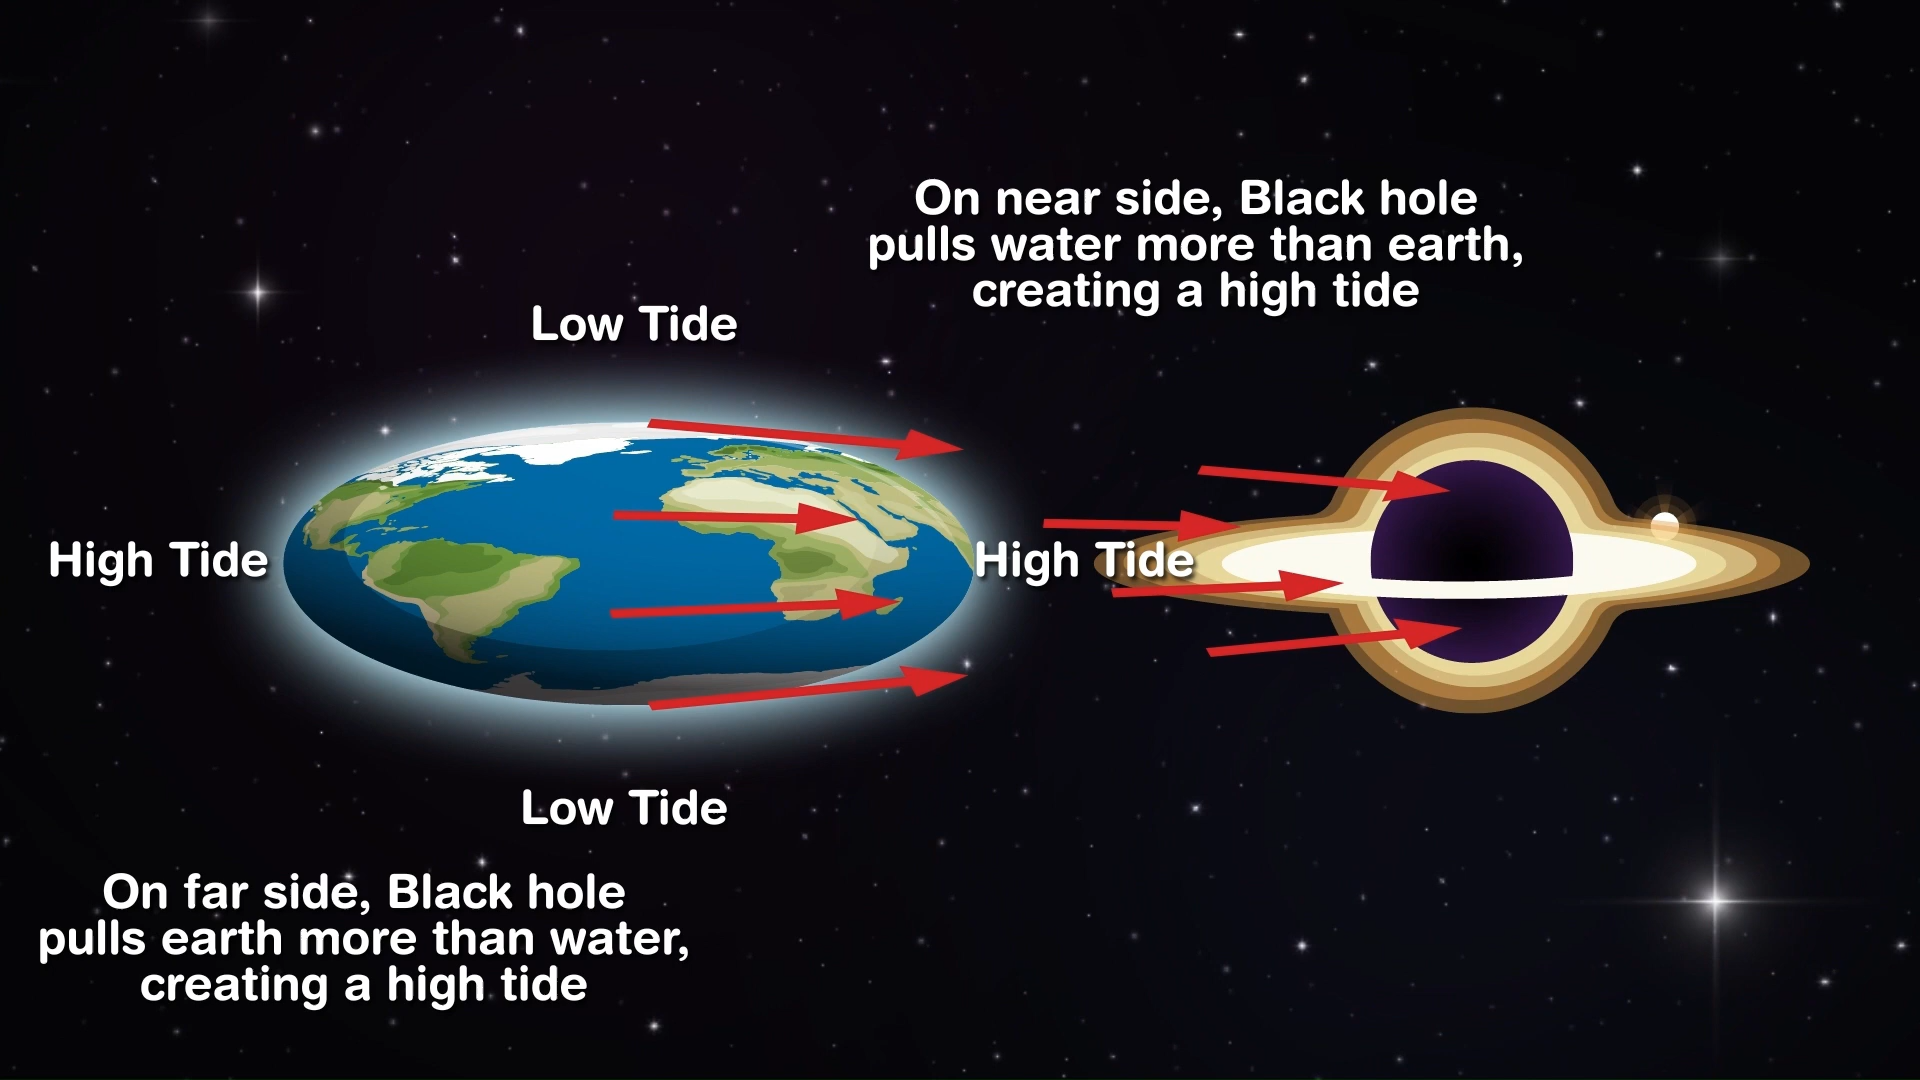 On near side, Black hole
pulls water more than earth,
creating a high tide
Low Tide
High Tide
High Tide
Low Tide
On far side, Black hole
pulls earth more than water,
creating a high tide